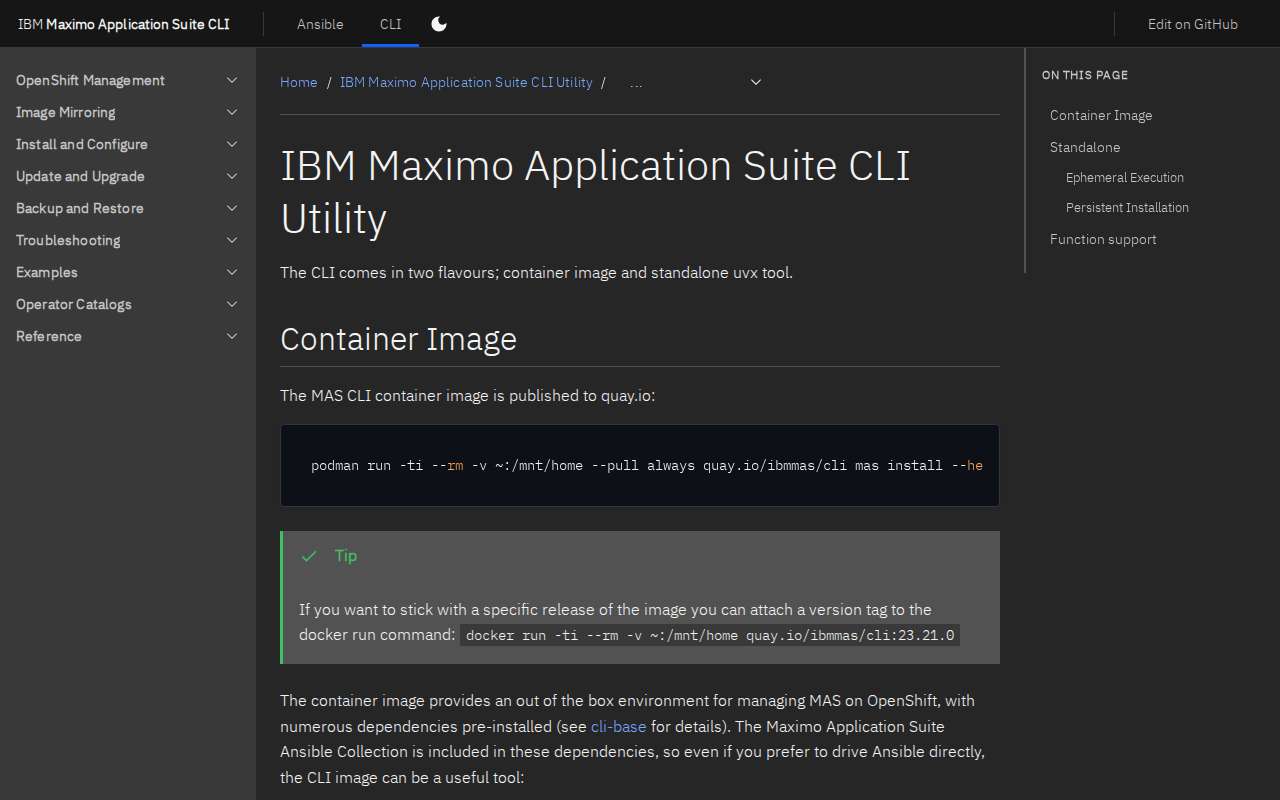 IBM Maximo Application Suite CLI
Ansible
CLI
Edit on GitHub
OpenShift Management
Image Mirroring
Install and Configure
Update and Upgrade
Backup and Restore
Troubleshooting
Examples
Operator Catalogs
Reference
Home / IBM Maximo Application Suite CLI Utility / ...
IBM Maximo Application Suite CLI
Utility
The CLI comes in two flavours; container image and standalone uvx tool.
Container Image
The MAS CLI container image is published to quay.io:
podman run -ti --rm -v ~:/mnt/home --pull always quay.io/ibmmas/cli mas install --he
Tip
If you want to stick with a specific release of the image you can attach a version tag to the
docker run command: docker run -ti --rm -v ~:/mnt/home quay.io/ibmmas/cli:23.21.0
The container image provides an out of the box environment for managing MAS on OpenShift, with
numerous dependencies pre-installed (see cli-base for details). The Maximo Application Suite
Ansible Collection is included in these dependencies, so even if you prefer to drive Ansible directly,
the CLI image can be a useful tool:
ON THIS PAGE
Container Image
Standalone
Ephemeral Execution
Persistent Installation
Function support